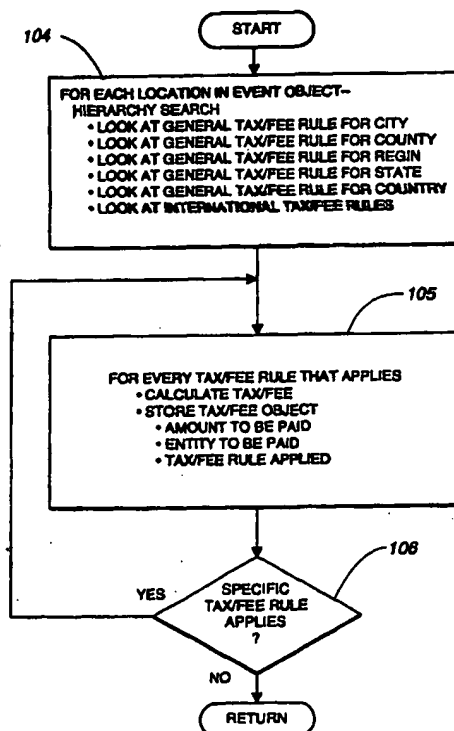 START
104
FOR EACH LOCATION IN EVENT OBJECT–
HIERARCHY SEARCH
• LOOK AT GENERAL TAX/FEE RULE FOR CITY
• LOOK AT GENERAL TAX/FEE RULE FOR COUNTY
• LOOK AT GENERAL TAX/FEE RULE FOR REGIN
• LOOK AT GENERAL TAX/FEE RULE FOR STATE
• LOOK AT GENERAL TAX/FEE RULE FOR COUNTRY
• LOOK AT INTERNATIONAL TAX/FEE RULES
105
FOR EVERY TAX/FEE RULE THAT APPLIES
• CALCULATE TAX/FEE
• STORE TAX/FEE OBJECT
• AMOUNT TO BE PAID
• ENTITY TO BE PAID
• TAX/FEE RULE APPLIED
106
YES
SPECIFIC
TAX/FEE RULE
APPLIES
?
NO
RETURN